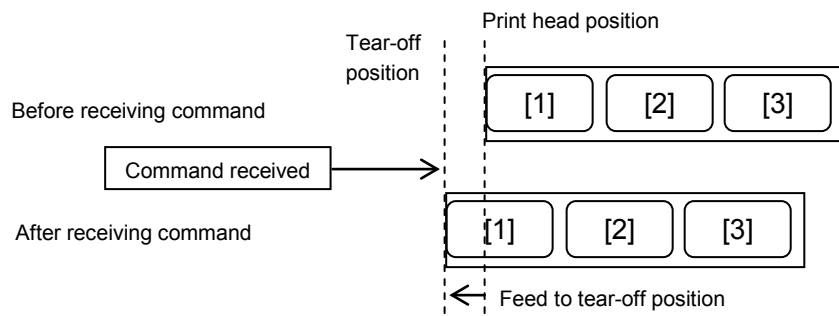 Print head position
Tear-off
position
[1] [2] [3]
Before receiving command
Command received
[1] [2] [3]
After receiving command
Feed to tear-off position